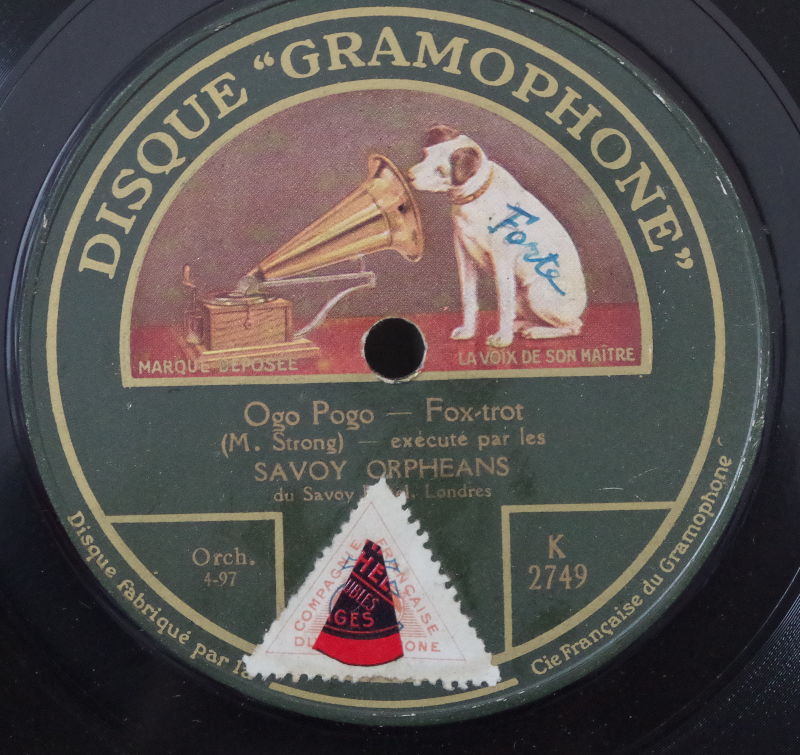 DISQUE “GRAMOPHONE”
Forte
MARQUE DÉPOSÉE
LA VOIX DE SON MAÎTRE
Ogo Pogo — Fox-trot
(M. Strong) — exécuté par les
SAVOY ORPHEANS
du Savoy Londres
Orch.
4-97
K
2749
COMPAGNIE FRANÇAISE
Disque fabriqué par la
Cie Française du Gramophone